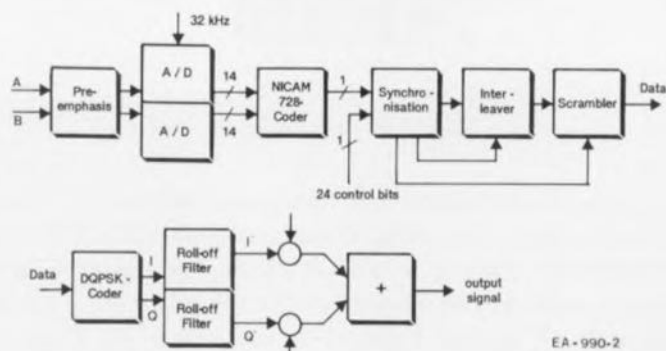 32 kHz
A
B
Pre-
emphasis
A / D
A / D
14
14
NICAM
728-
Coder
1
Synchro -
nisation
Inter -
leaver
Scrambler
Data
1
24 control bits
Data
DQPSK -
Coder
I
Q
Roll-off
Filter
Roll-off
Filter
I'
Q'
+
output
signal
EA - 990-2